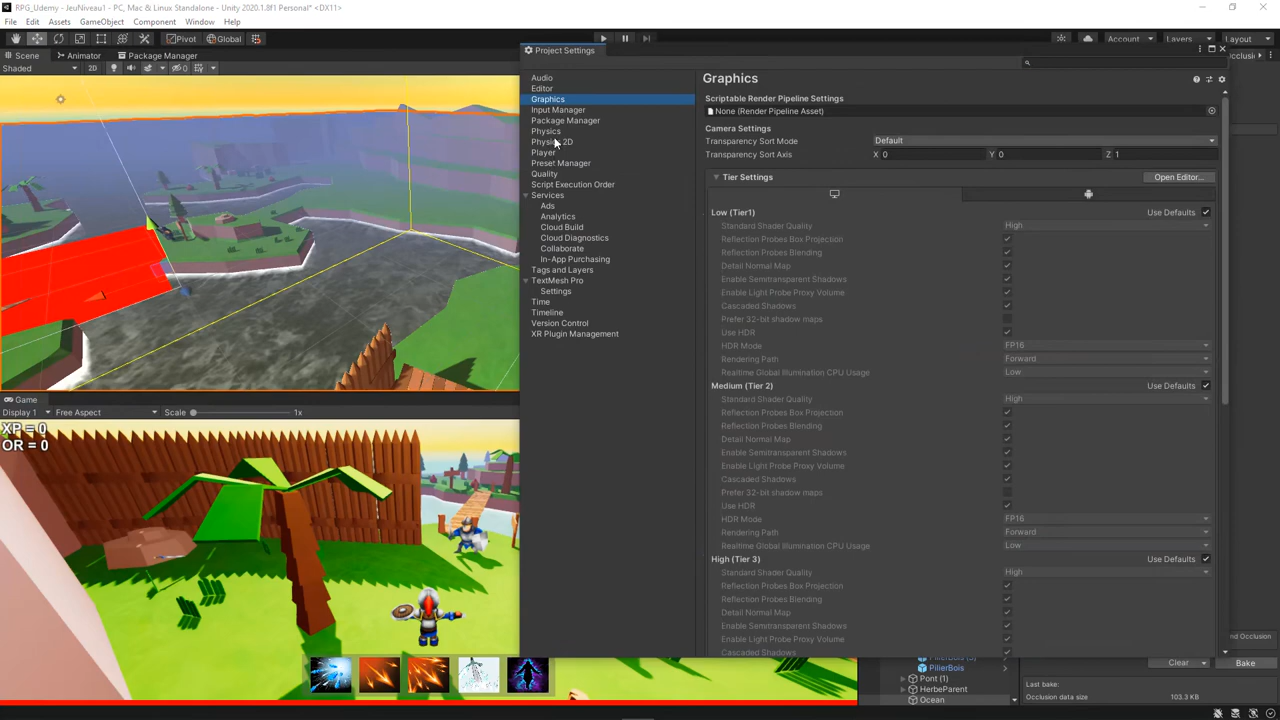 RPG_Udemy - JeuNiveau1 - PC, Mac & Linux Standalone - Unity 2020.1.8f1 Personal* <DX11>
File Edit Assets GameObject Component Window Help
Pivot Global Account Layers Layout
Scene Animator Package Manager
Shaded 2D 0
Project Settings
Audio
Editor
Graphics
Input Manager
Package Manager
Physics
Physics 2D
Player
Preset Manager
Quality
Script Execution Order
Services
Ads
Analytics
Cloud Build
Cloud Diagnostics
Collaborate
In-App Purchasing
Tags and Layers
TextMesh Pro
Settings
Time
Timeline
Version Control
XR Plugin Management
Graphics
Scriptable Render Pipeline Settings
None (Render Pipeline Asset)
Camera Settings
Transparency Sort Mode Default
Transparency Sort Axis X 0 Y 0 Z 1
Tier Settings Open Editor...
Low (Tier1) Use Defaults
Standard Shader Quality High
Reflection Probes Box Projection
Reflection Probes Blending
Detail Normal Map
Enable Semitransparent Shadows
Enable Light Probe Proxy Volume
Cascaded Shadows
Prefer 32-bit shadow maps
Use HDR
HDR Mode FP16
Rendering Path Forward
Realtime Global Illumination CPU Usage Low
Medium (Tier 2) Use Defaults
Standard Shader Quality High
Reflection Probes Box Projection
Reflection Probes Blending
Detail Normal Map
Enable Semitransparent Shadows
Enable Light Probe Proxy Volume
Cascaded Shadows
Prefer 32-bit shadow maps
Use HDR
HDR Mode FP16
Rendering Path Forward
Realtime Global Illumination CPU Usage Low
High (Tier 3) Use Defaults
Standard Shader Quality High
Reflection Probes Box Projection
Reflection Probes Blending
Detail Normal Map
Enable Semitransparent Shadows
Enable Light Probe Proxy Volume
Cascaded Shadows
Game
Display 1 Free Aspect Scale 1x
XP = 0
OR = 0
PilierBois
Pont (1)
HerbeParent
Ocean
Clear Bake
Last bake:
Occlusion data size 103.3 KB